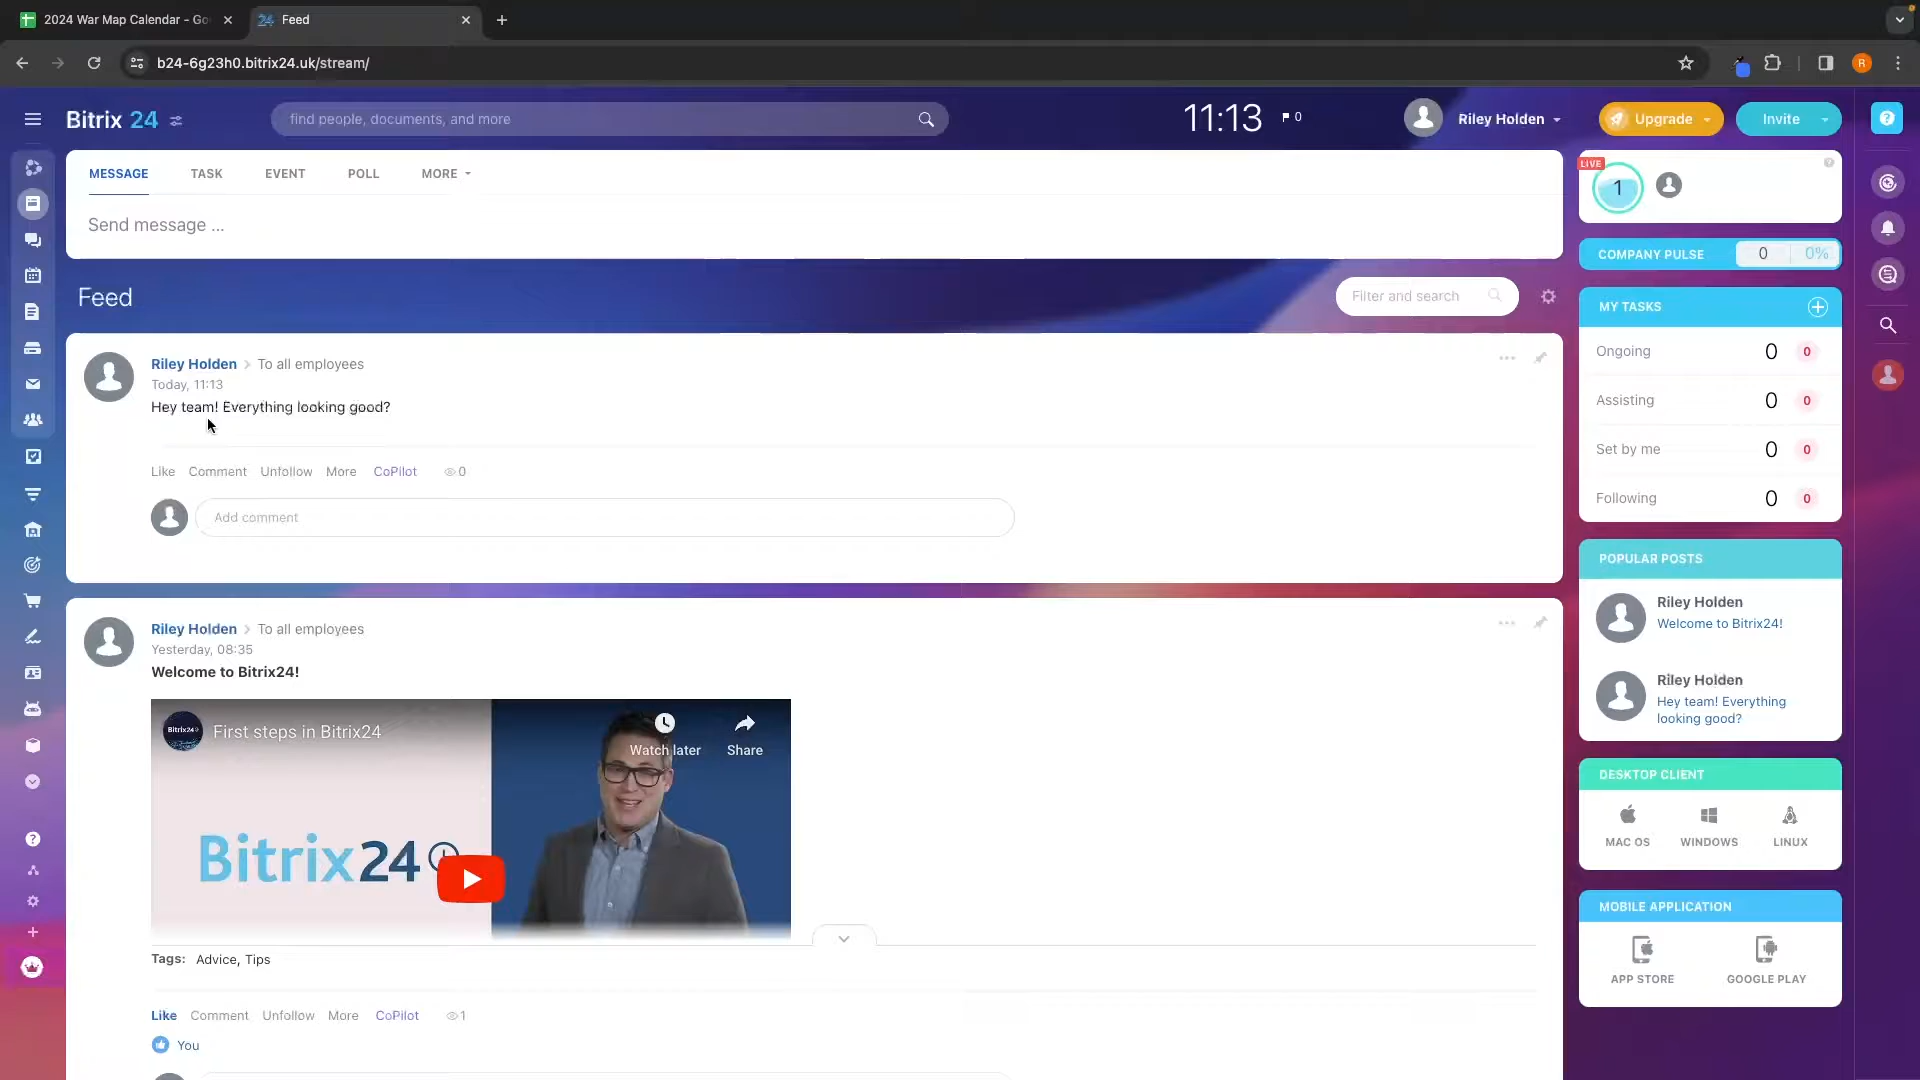 2024 War Map Calendar - Go
Feed
b24-6g23h0.bitrix24.uk/stream/
Bitrix 24
find people, documents, and more
11:13
0
Riley Holden
Upgrade
Invite
MESSAGE
TASK
EVENT
POLL
MORE
Send message ...
Feed
Filter and search
Riley Holden > To all employees
Today, 11:13
Hey team! Everything looking good?
Like Comment Unfollow More CoPilot 0
Add comment
Riley Holden > To all employees
Yesterday, 08:35
Welcome to Bitrix24!
Bitrix24
First steps in Bitrix24
Watch later
Share
Bitrix24
Tags: Advice, Tips
Like Comment Unfollow More CoPilot 1
You
LIVE
1
COMPANY PULSE 0 0%
MY TASKS
Ongoing 0 0
Assisting 0 0
Set by me 0 0
Following 0 0
POPULAR POSTS
Riley Holden
Welcome to Bitrix24!
Riley Holden
Hey team! Everything
looking good?
DESKTOP CLIENT
MAC OS
WINDOWS
LINUX
MOBILE APPLICATION
APP STORE
GOOGLE PLAY
24
R